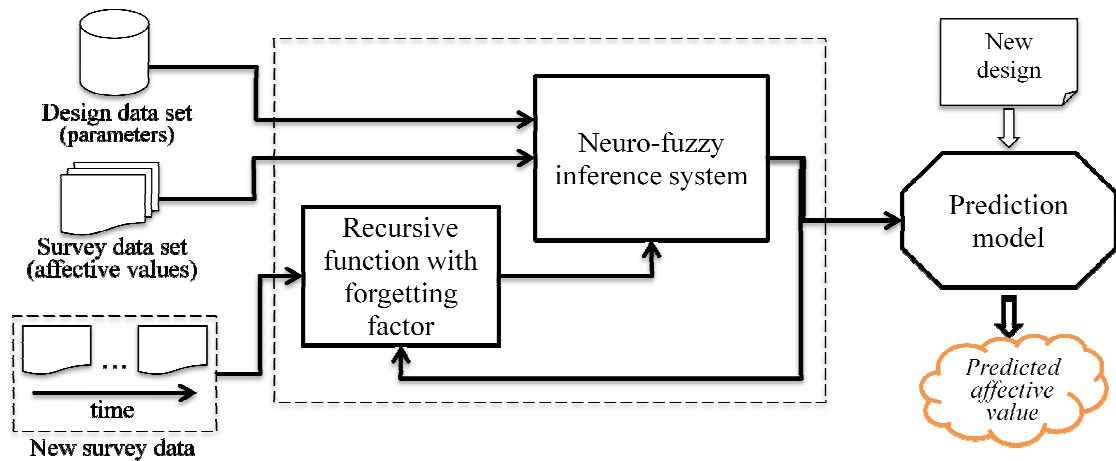 Design data set
(parameters)
Survey data set
(affective values)
...
time
New survey data
Recursive
function with
forgetting
factor
Neuro-fuzzy
inference system
New
design
Prediction
model
Predicted
affective
value